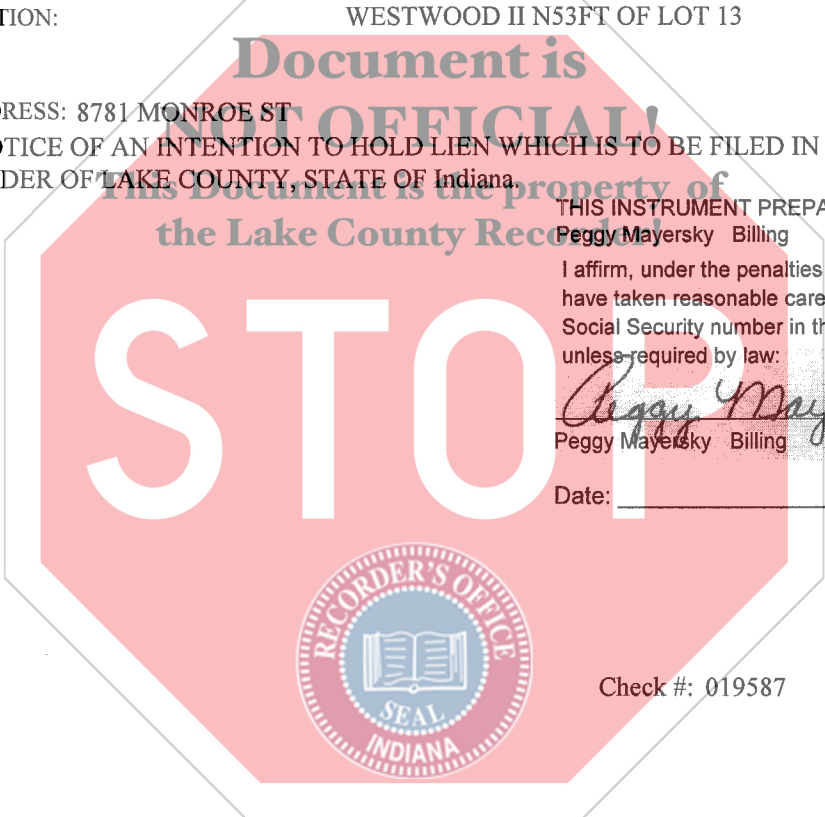 TION: WESTWOOD II N53FT OF LOT 13
Document is
RESS: 8781 MONROE ST
NOT OFFICIAL!
OTICE OF AN INTENTION TO HOLD LIEN WHICH IS TO BE FILED IN
DER OF LAKE COUNTY, STATE OF Indiana.
This Document is the property of
the Lake County Recorder!
THIS INSTRUMENT PREPA
Peggy Mayersky Billing
I affirm, under the penalties
have taken reasonable care
Social Security number in th
unless required by law:
Peggy May
Peggy Mayersky Billing
Date:
STOP
RECORDER'S OFFICE
SEAL
INDIANA
Check #: 019587